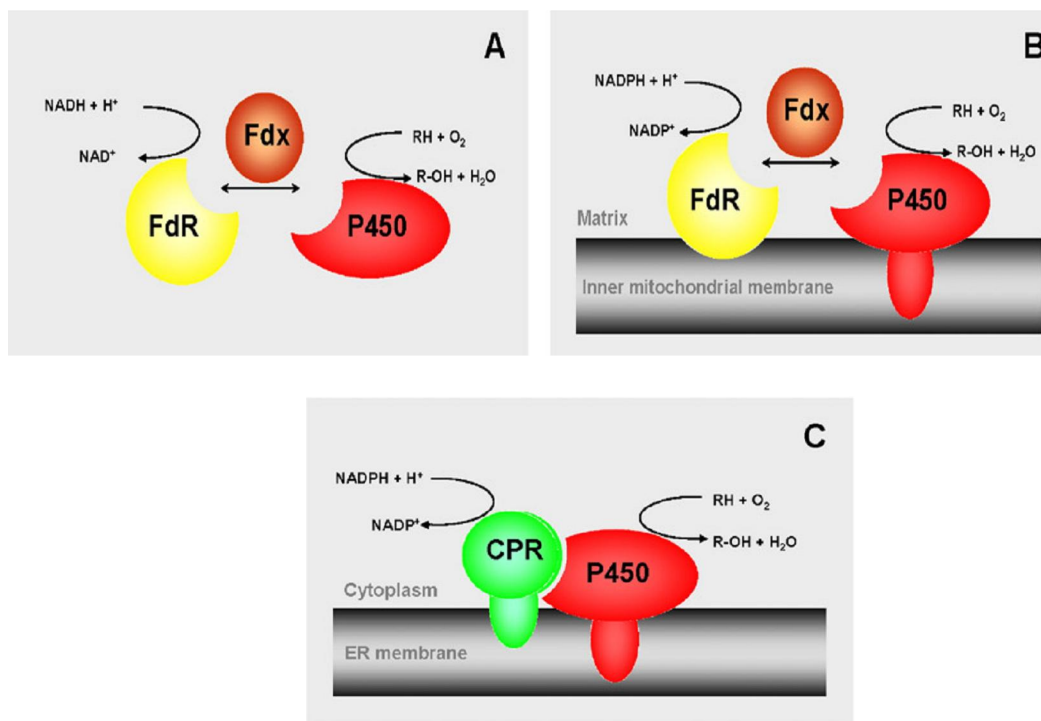 A
NADH + H⁺
Fdx
RH + O₂
NAD⁺
R-OH + H₂O
FdR
P450
B
NADPH + H⁺
Fdx
RH + O₂
NADP⁺
R-OH + H₂O
FdR
P450
Matrix
Inner mitochondrial membrane
C
NADPH + H⁺
RH + O₂
NADP⁺
R-OH + H₂O
CPR
P450
Cytoplasm
ER membrane